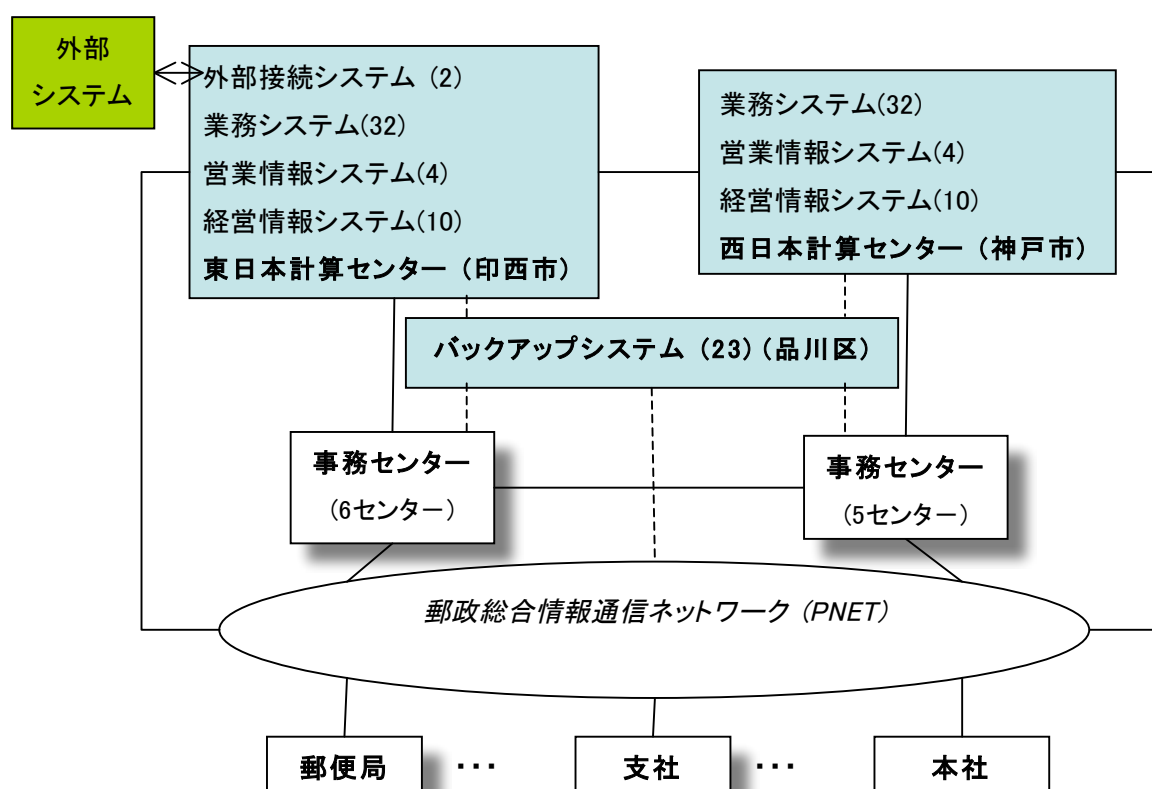 外部
システム
外部接続システム (2)
業務システム(32)
営業情報システム(4)
経営情報システム(10)
東日本計算センター（印西市）
業務システム(32)
営業情報システム(4)
経営情報システム(10)
西日本計算センター（神戸市）
バックアップシステム (23)(品川区)
事務センター
(6センター)
事務センター
(5センター)
郵政総合情報通信ネットワーク (PNET)
郵便局 ･･･ 支社 ･･･ 本社